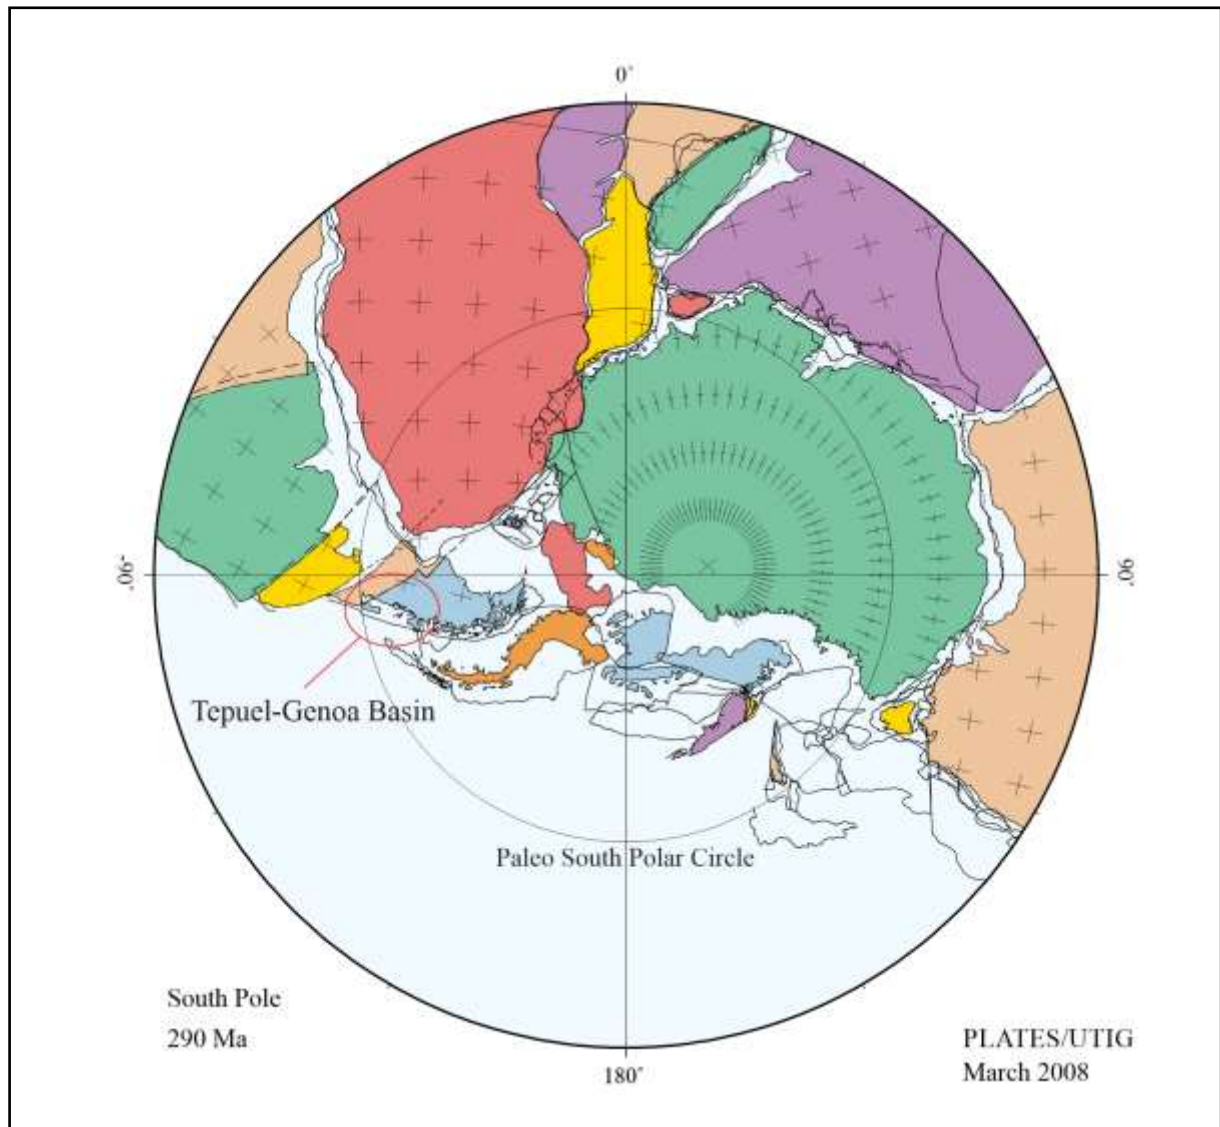 0˚
-90˚
90˚
Tepuel-Genoa Basin
Paleo South Polar Circle
South Pole
290 Ma
PLATES/UTIG
March 2008
180˚